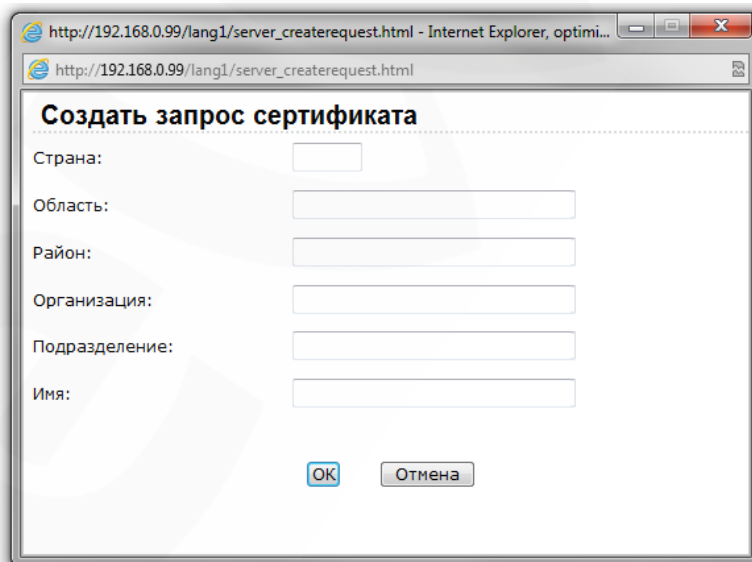 http://192.168.0.99/lang1/server_createrequest.html - Internet Explorer, optimi...
http://192.168.0.99/lang1/server_createrequest.html
Создать запрос сертификата
Страна:
Область:
Район:
Организация:
Подразделение:
Имя:
OK Отмена